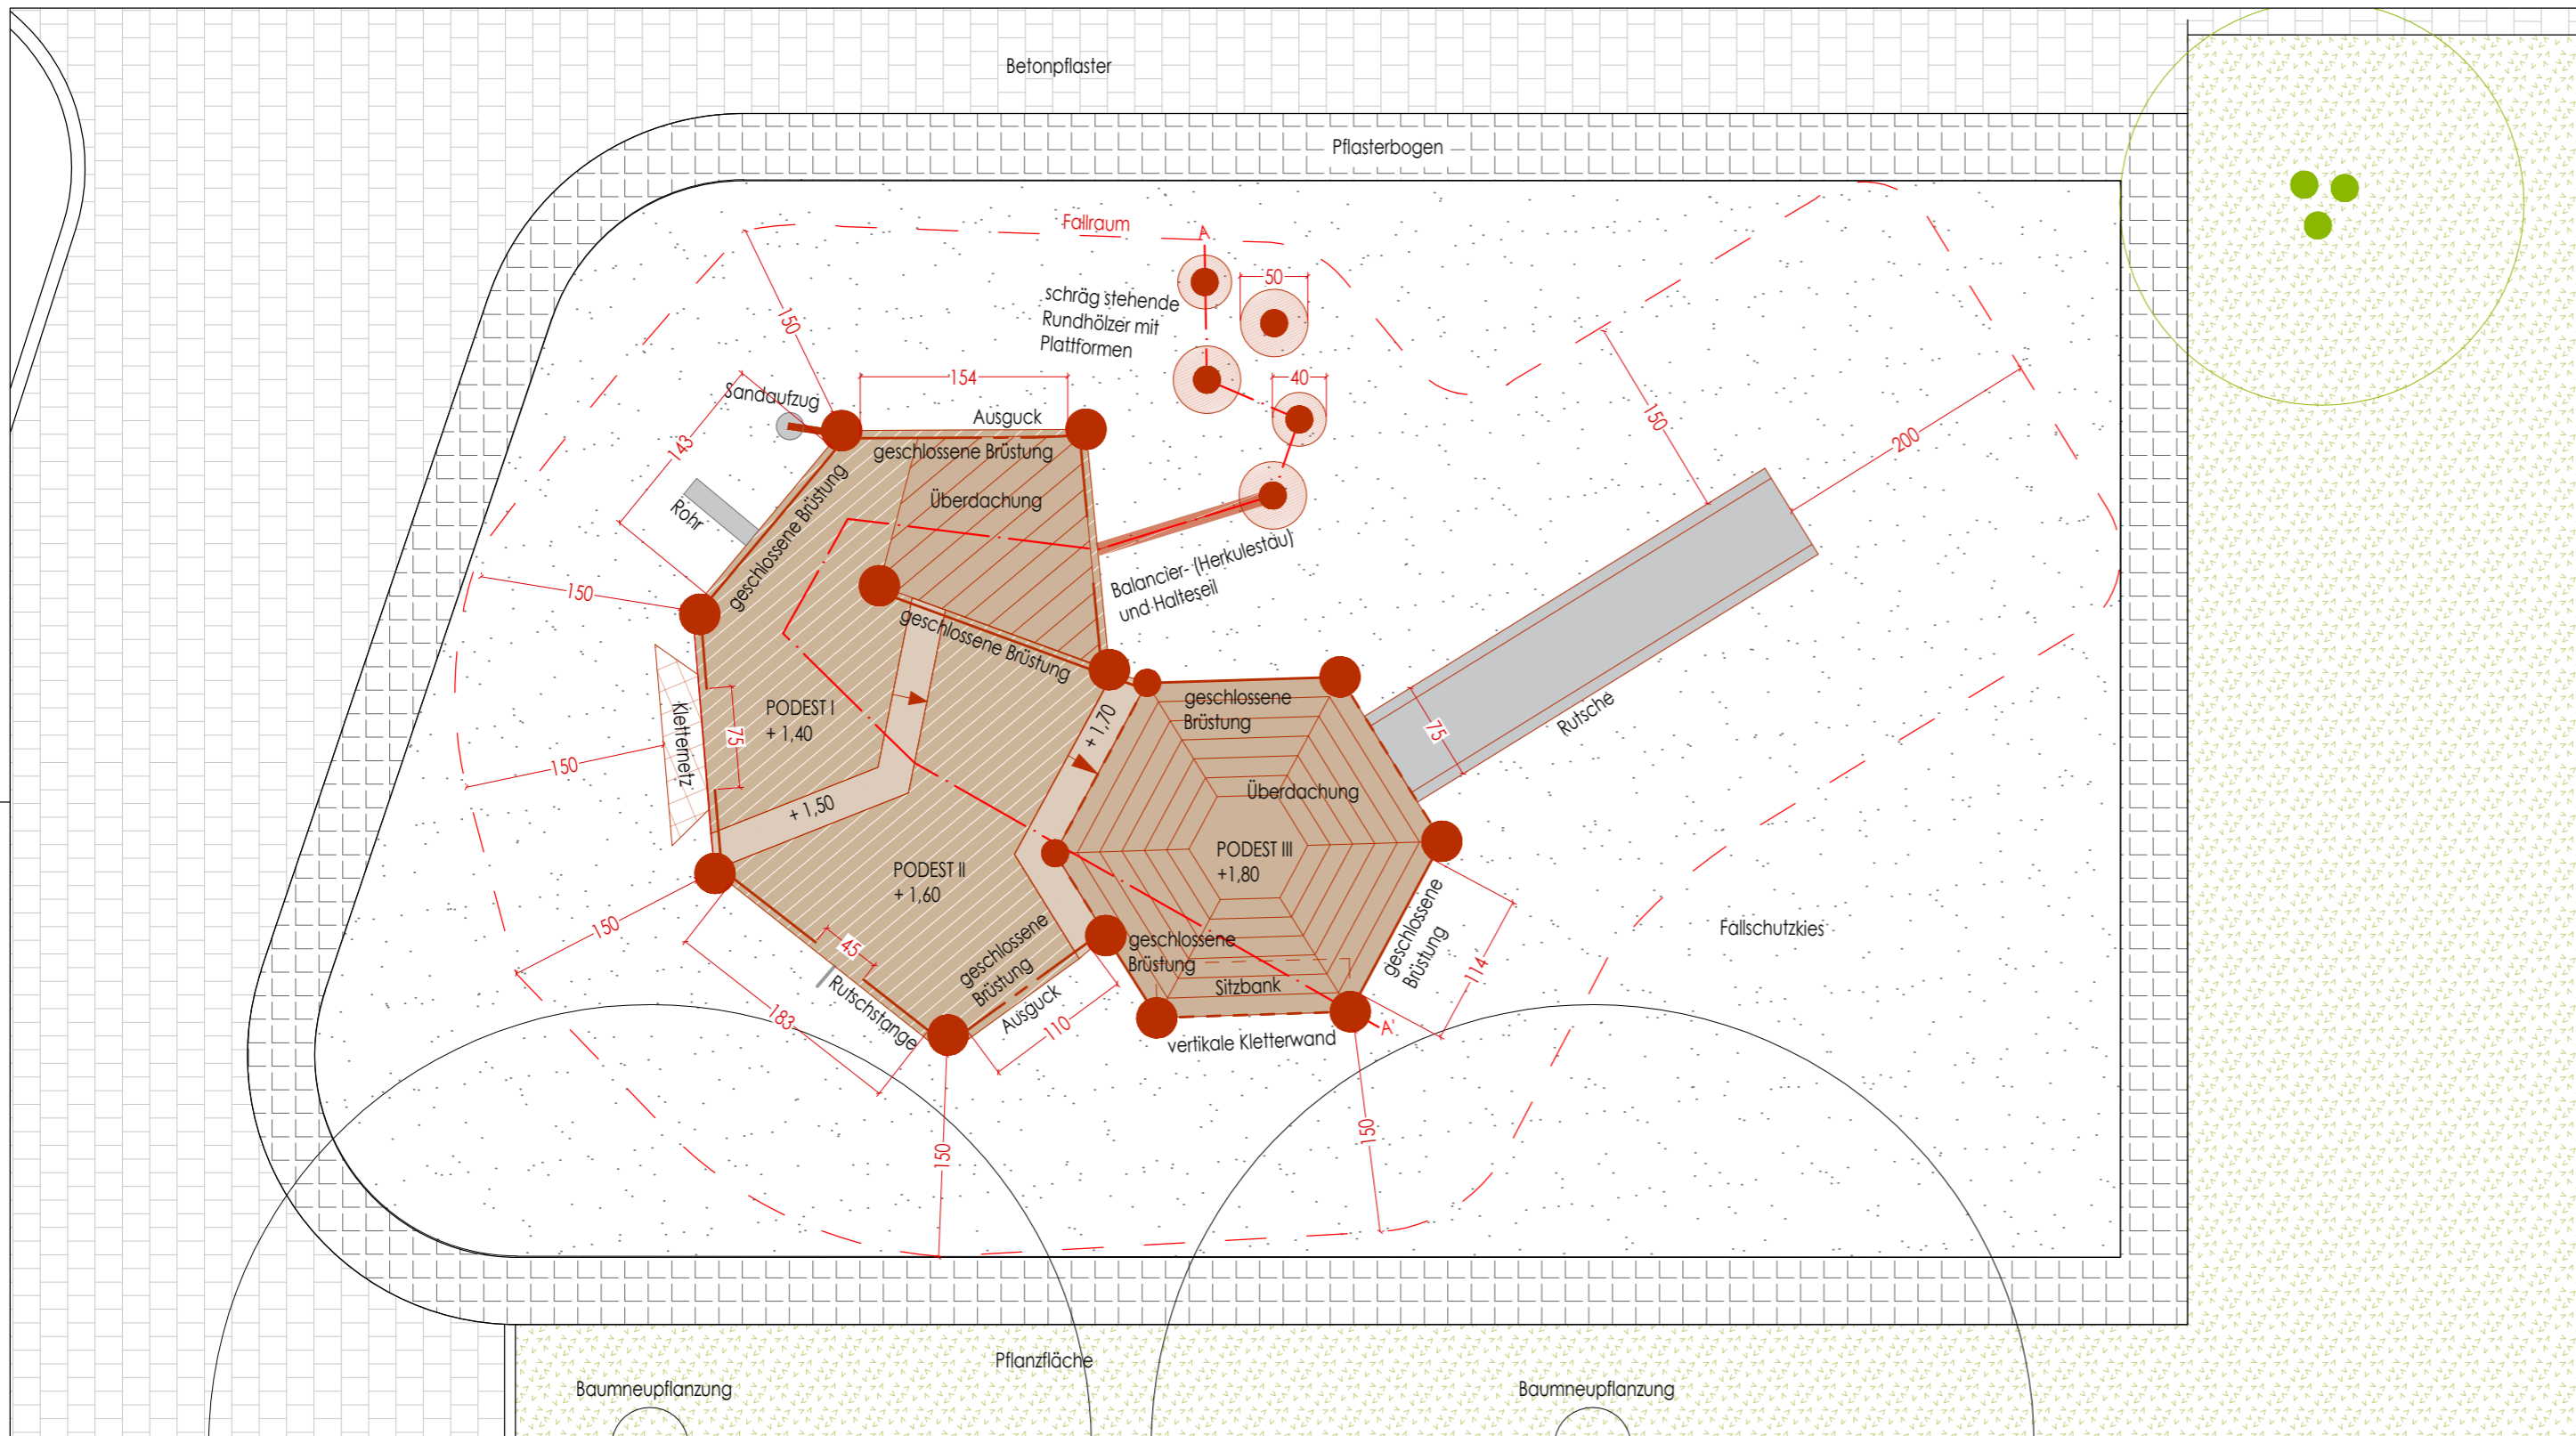 Betonpflaster
Pflasterbogen
Fallraum
A
50
schräg stehende
Rundhölzer mit
Plattformen
150
154
40
Sandaufzug
Ausguck
143
geschlossene Brüstung
Überdachung
Rohr
geschlossene Brüstung
150
200
Balancier- (Herkulestau)
und Halteseil
150
geschlossene Brüstung
Kletternetz
75
PODEST I
+ 1,40
+ 1,70
geschlossene
Brüstung
75
Rutsche
150
+ 1,50
Überdachung
PODEST II
+ 1,60
PODEST III
+1,80
150
45
geschlossene
Brüstung
geschlossene
Brüstung
geschlossene
Brüstung
114
Fallschutzkies
Sitzbank
Rutschstange
183
Ausguck
110
vertikale Kletterwand
A'
150
150
Pflanzfläche
Baumneupflanzung
Baumneupflanzung